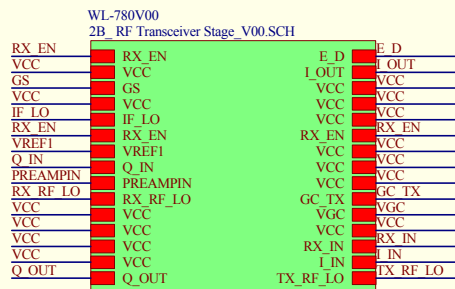 WL-780V00
2B_ RF Transceiver Stage_V00.SCH
RX_EN RX_EN E_D E_D
VCC VCC I_OUT I_OUT
GS GS VCC VCC
VCC VCC VCC VCC
IF_LO IF_LO VCC VCC
RX_EN RX_EN RX_EN RX_EN
VREF1 VREF1 VCC VCC
Q_IN Q_IN VCC VCC
PREAMPIN PREAMPIN VCC VCC
RX_RF_LO RX_RF_LO GC_TX GC_TX
VCC VCC VGC VGC
VCC VCC VCC VCC
VCC VCC RX_IN RX_IN
VCC VCC I_IN I_IN
Q_OUT Q_OUT TX_RF_LO TX_RF_LO